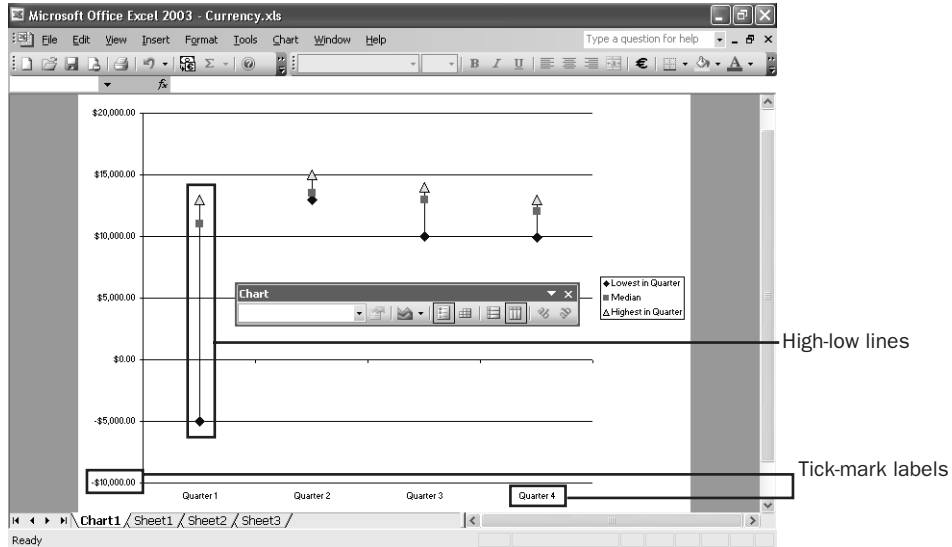 Microsoft Office Excel 2003 - Currency.xls
File Edit View Insert Format Tools Chart Window Help
Type a question for help
Σ B I U € A
fx
$20,000.00
$15,000.00
$10,000.00
Chart
Lowest in Quarter
$5,000.00
Median
Highest in Quarter
High-low lines
$0.00
-$5,000.00
Tick-mark labels
-$10,000.00
Quarter 1 Quarter 2 Quarter 3 Quarter 4
Chart1 / Sheet1 / Sheet2 / Sheet3 /
Ready